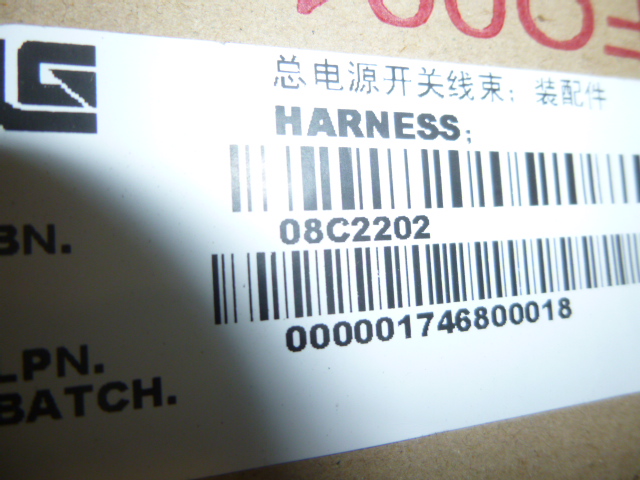 总电源开关线束; 装配件
HARNESS;
08C2202
BN.
000001746800018
LPN.
BATCH.